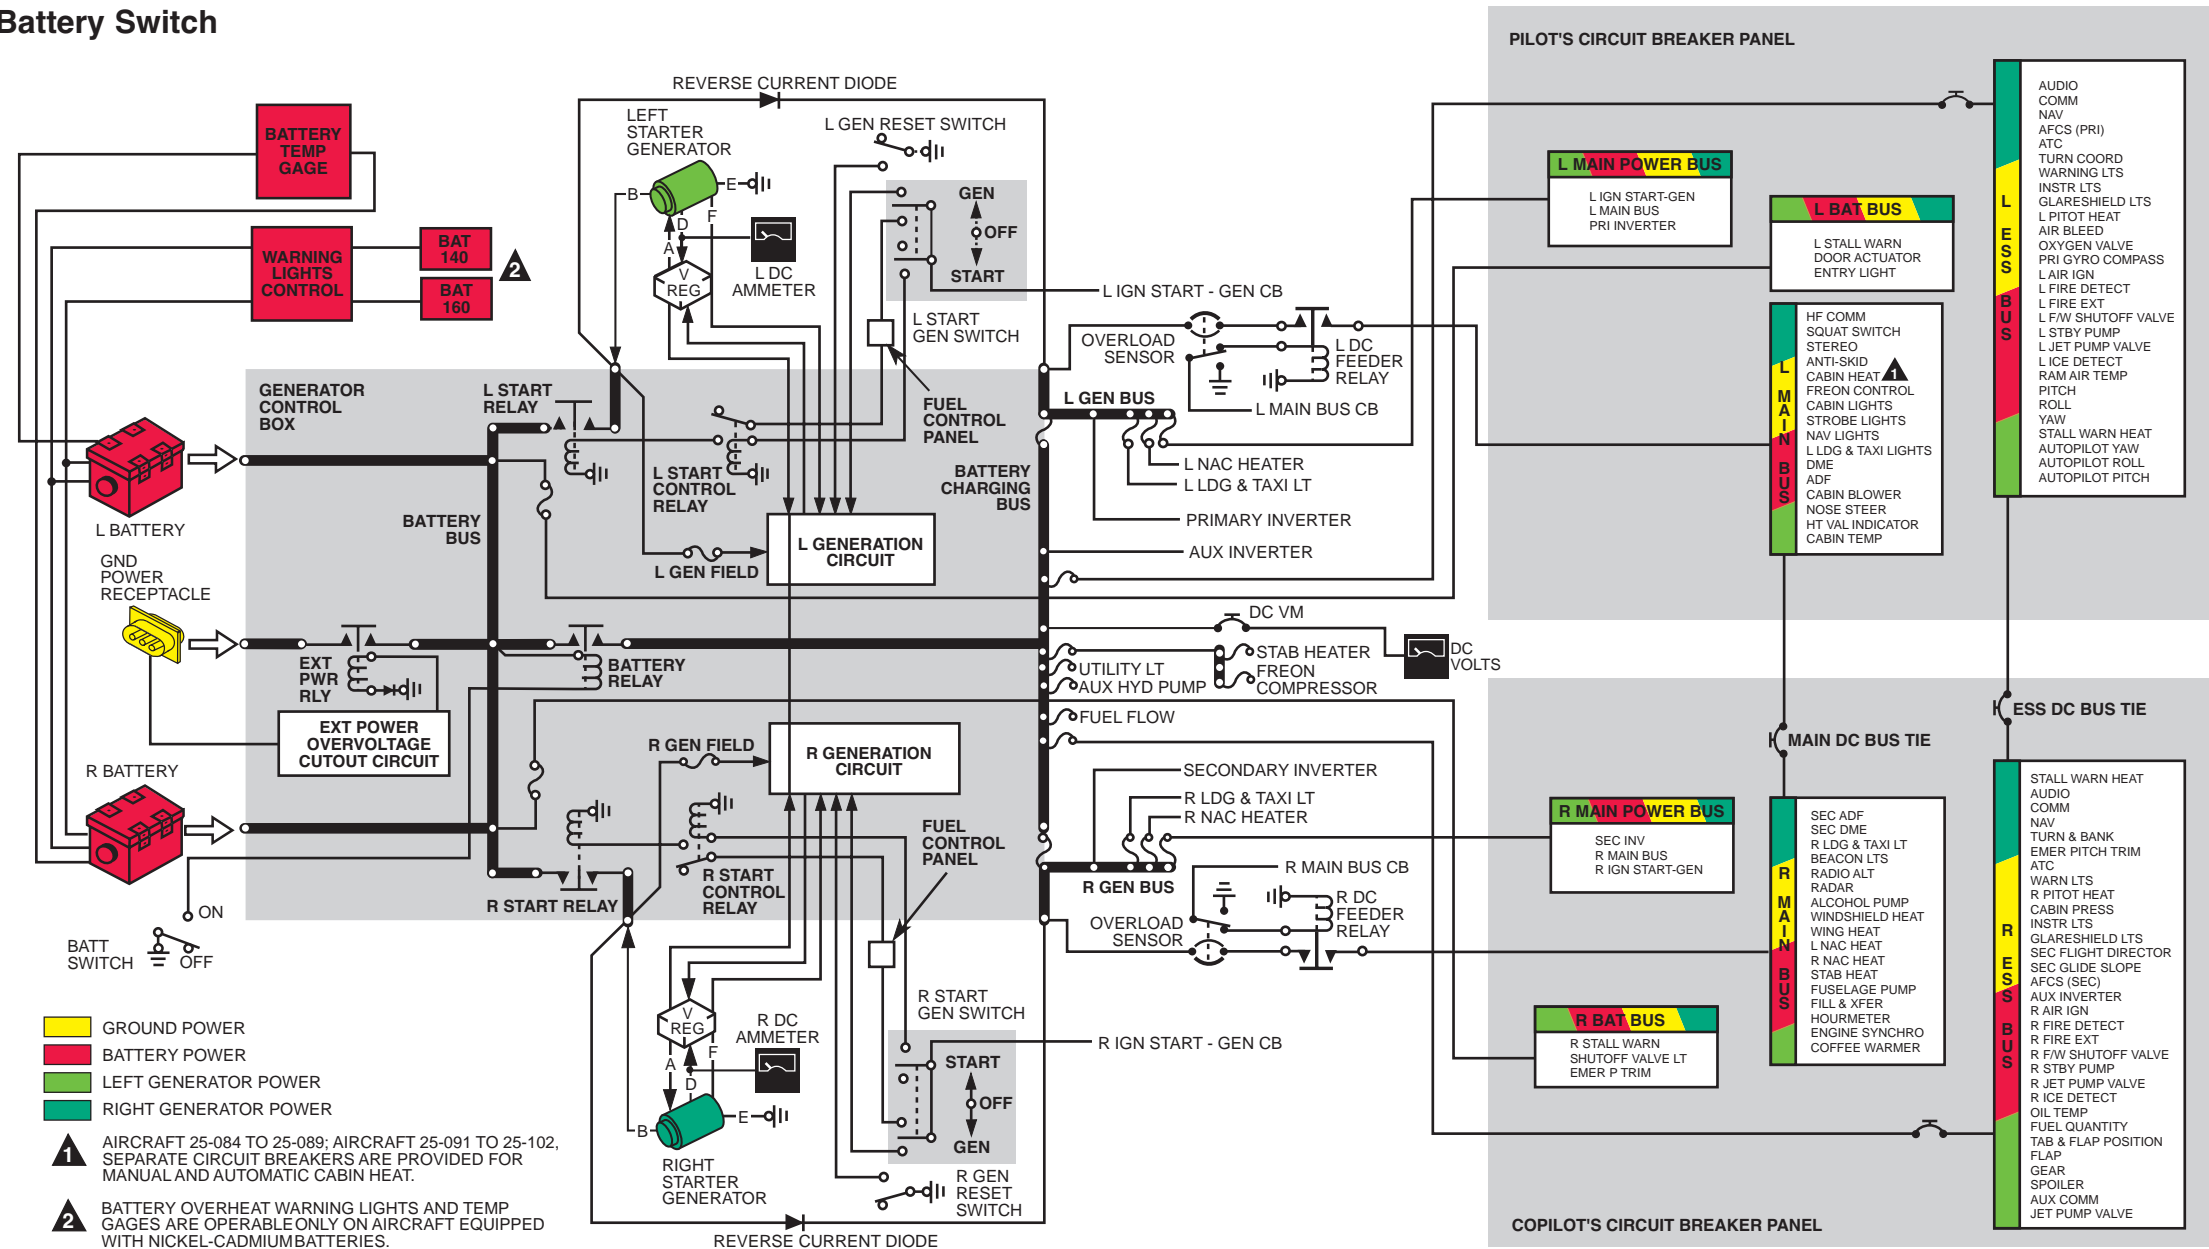 Battery Switch
BATTERY
TEMP
GAGE
WARNING
LIGHTS
CONTROL
BAT
140
BAT
160
2
L BATTERY
GND
POWER
RECEPTACLE
R BATTERY
ON
BATT
SWITCH
OFF
GROUND POWER
BATTERY POWER
LEFT GENERATOR POWER
RIGHT GENERATOR POWER
1
AIRCRAFT 25-084 TO 25-089; AIRCRAFT 25-091 TO 25-102,
SEPARATE CIRCUIT BREAKERS ARE PROVIDED FOR
MANUAL AND AUTOMATIC CABIN HEAT.
2
BATTERY OVERHEAT WARNING LIGHTS AND TEMP
GAGES ARE OPERABLE ONLY ON AIRCRAFT EQUIPPED
WITH NICKEL-CADMIUM BATTERIES.
REVERSE CURRENT DIODE
LEFT
STARTER
GENERATOR
B
E
D
F
A
V
REG
L DC
AMMETER
L GEN RESET SWITCH
GEN
OFF
START
L START
GEN SWITCH
L IGN START - GEN CB
GENERATOR
CONTROL
BOX
L START
RELAY
FUEL
CONTROL
PANEL
L START
CONTROL
RELAY
BATTERY
CHARGING
BUS
BATTERY
BUS
L GENERATION
CIRCUIT
L GEN FIELD
EXT
PWR
RLY
BATTERY
RELAY
EXT POWER
OVERVOLTAGE
CUTOUT CIRCUIT
R GEN FIELD
R GENERATION
CIRCUIT
R START RELAY
R START
CONTROL
RELAY
FUEL
CONTROL
PANEL
R START
GEN SWITCH
V
REG
R DC
AMMETER
A
F
D
B
E
START
OFF
GEN
R IGN START - GEN CB
RIGHT
STARTER
GENERATOR
R GEN
RESET
SWITCH
REVERSE CURRENT DIODE
OVERLOAD
SENSOR
L DC
FEEDER
RELAY
L MAIN BUS CB
L GEN BUS
L NAC HEATER
L LDG & TAXI LT
PRIMARY INVERTER
AUX INVERTER
DC VM
DC
VOLTS
STAB HEATER
FREON
COMPRESSOR
UTILITY LT
AUX HYD PUMP
FUEL FLOW
SECONDARY INVERTER
R LDG & TAXI LT
R NAC HEATER
R GEN BUS
R MAIN BUS CB
R DC
FEEDER
RELAY
OVERLOAD
SENSOR
PILOT'S CIRCUIT BREAKER PANEL
L MAIN POWER BUS
L IGN START-GEN
L MAIN BUS
PRI INVERTER
L BAT BUS
L STALL WARN
DOOR ACTUATOR
ENTRY LIGHT
L MAIN BUS
HF COMM
SQUAT SWITCH
STEREO
ANTI-SKID
CABIN HEAT 1
FREON CONTROL
CABIN LIGHTS
STROBE LIGHTS
NAV LIGHTS
L LDG & TAXI LIGHTS
DME
ADF
CABIN BLOWER
NOSE STEER
HT VAL INDICATOR
CABIN TEMP
L ESS BUS
AUDIO
COMM
NAV
AFCS (PRI)
ATC
TURN COORD
WARNING LTS
INSTR LTS
GLARESHIELD LTS
L PITOT HEAT
AIR BLEED
OXYGEN VALVE
PRI GYRO COMPASS
L AIR IGN
L FIRE DETECT
L FIRE EXT
L F/W SHUTOFF VALVE
L STBY PUMP
L JET PUMP VALVE
L ICE DETECT
RAM AIR TEMP
PITCH
ROLL
YAW
STALL WARN HEAT
AUTOPILOT YAW
AUTOPILOT ROLL
AUTOPILOT PITCH
MAIN DC BUS TIE
ESS DC BUS TIE
R MAIN POWER BUS
SEC INV
R MAIN BUS
R IGN START-GEN
R BAT BUS
R STALL WARN
SHUTOFF VALVE LT
EMER P TRIM
R MAIN BUS
SEC ADF
SEC DME
R LDG & TAXI LT
BEACON LTS
RADIO ALT
RADAR
ALCOHOL PUMP
WINDSHIELD HEAT
WING HEAT
L NAC HEAT
R NAC HEAT
STAB HEAT
FUSELAGE PUMP
FILL & XFER
HOURMETER
ENGINE SYNCHRO
COFFEE WARMER
R ESS BUS
STALL WARN HEAT
AUDIO
COMM
NAV
TURN & BANK
EMER PITCH TRIM
ATC
WARN LTS
R PITOT HEAT
CABIN PRESS
INSTR LTS
GLARESHIELD LTS
SEC FLIGHT DIRECTOR
SEC GLIDE SLOPE
AFCS (SEC)
AUX INVERTER
R AIR IGN
R FIRE DETECT
R FIRE EXT
R F/W SHUTOFF VALVE
R STBY PUMP
R JET PUMP VALVE
R ICE DETECT
OIL TEMP
FUEL QUANTITY
TAB & FLAP POSITION
FLAP
GEAR
SPOILER
AUX COMM
JET PUMP VALVE
COPILOT'S CIRCUIT BREAKER PANEL